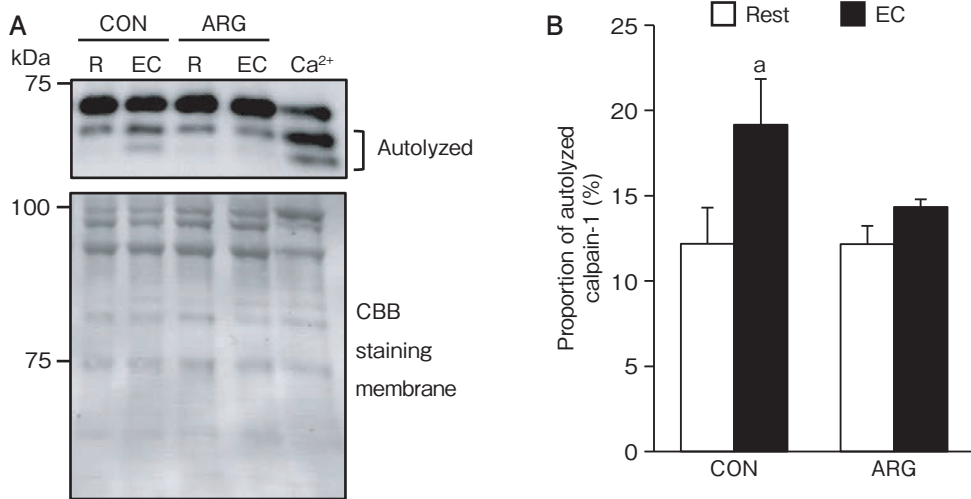 A
CON ARG
kDa R EC R EC Ca²⁺
75
Autolyzed
100
CBB
staining
75
membrane
B
Rest EC
Proportion of autolyzed
calpain-1 (%)
25
a
20
15
10
5
0
CON ARG